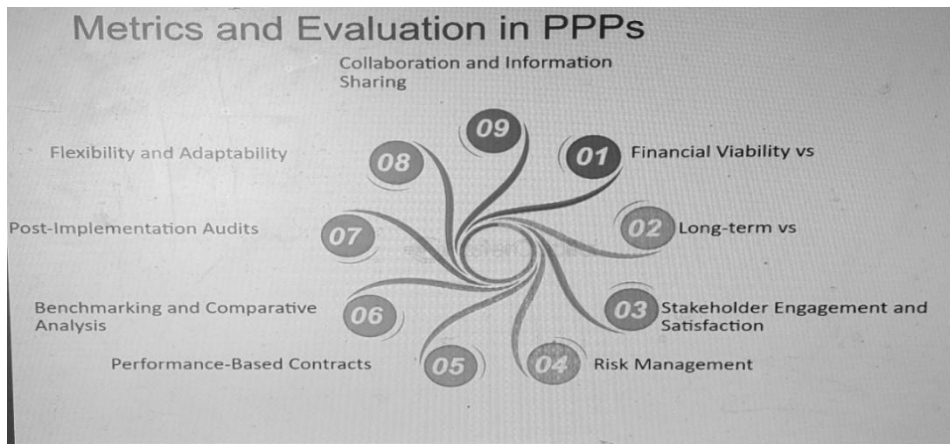 Metrics and Evaluation in PPPs
Collaboration and Information
Sharing
09
01
Financial Viability vs
02
Long-term vs
03
Stakeholder Engagement and
Satisfaction
04
Risk Management
05
Performance-Based Contracts
06
Benchmarking and Comparative
Analysis
07
Post-Implementation Audits
08
Flexibility and Adaptability